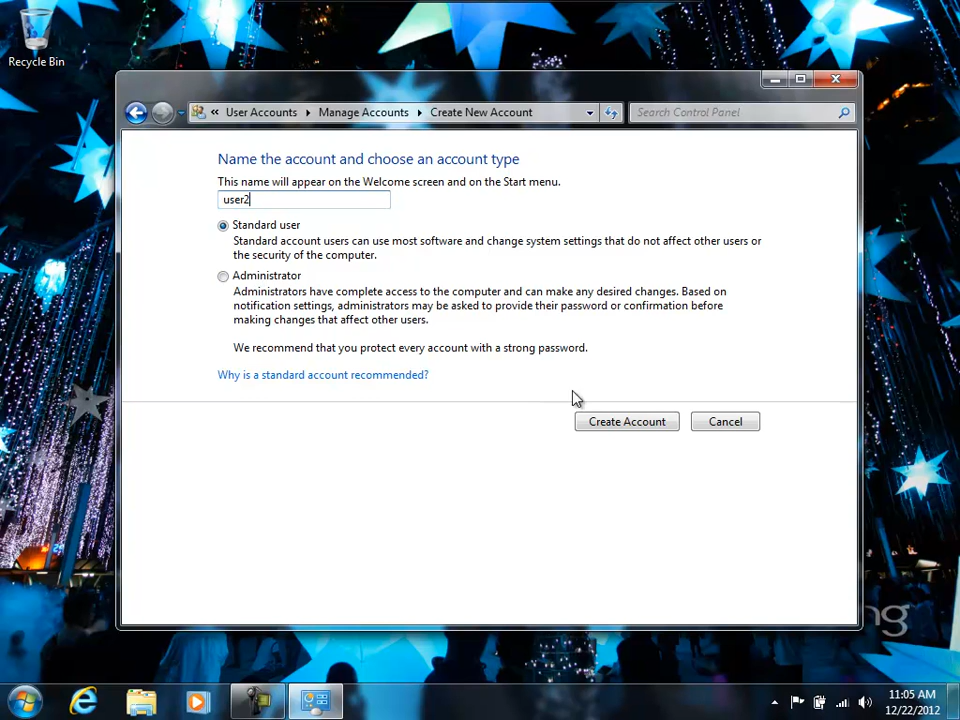 Recycle Bin
« User Accounts Manage Accounts Create New Account
Search Control Panel
Name the account and choose an account type
This name will appear on the Welcome screen and on the Start menu.
user2
Standard user
Standard account users can use most software and change system settings that do not affect other users or
the security of the computer.
Administrator
Administrators have complete access to the computer and can make any desired changes. Based on
notification settings, administrators may be asked to provide their password or confirmation before
making changes that affect other users.
We recommend that you protect every account with a strong password.
Why is a standard account recommended?
Create Account Cancel
ng
11:05 AM
12/22/2012